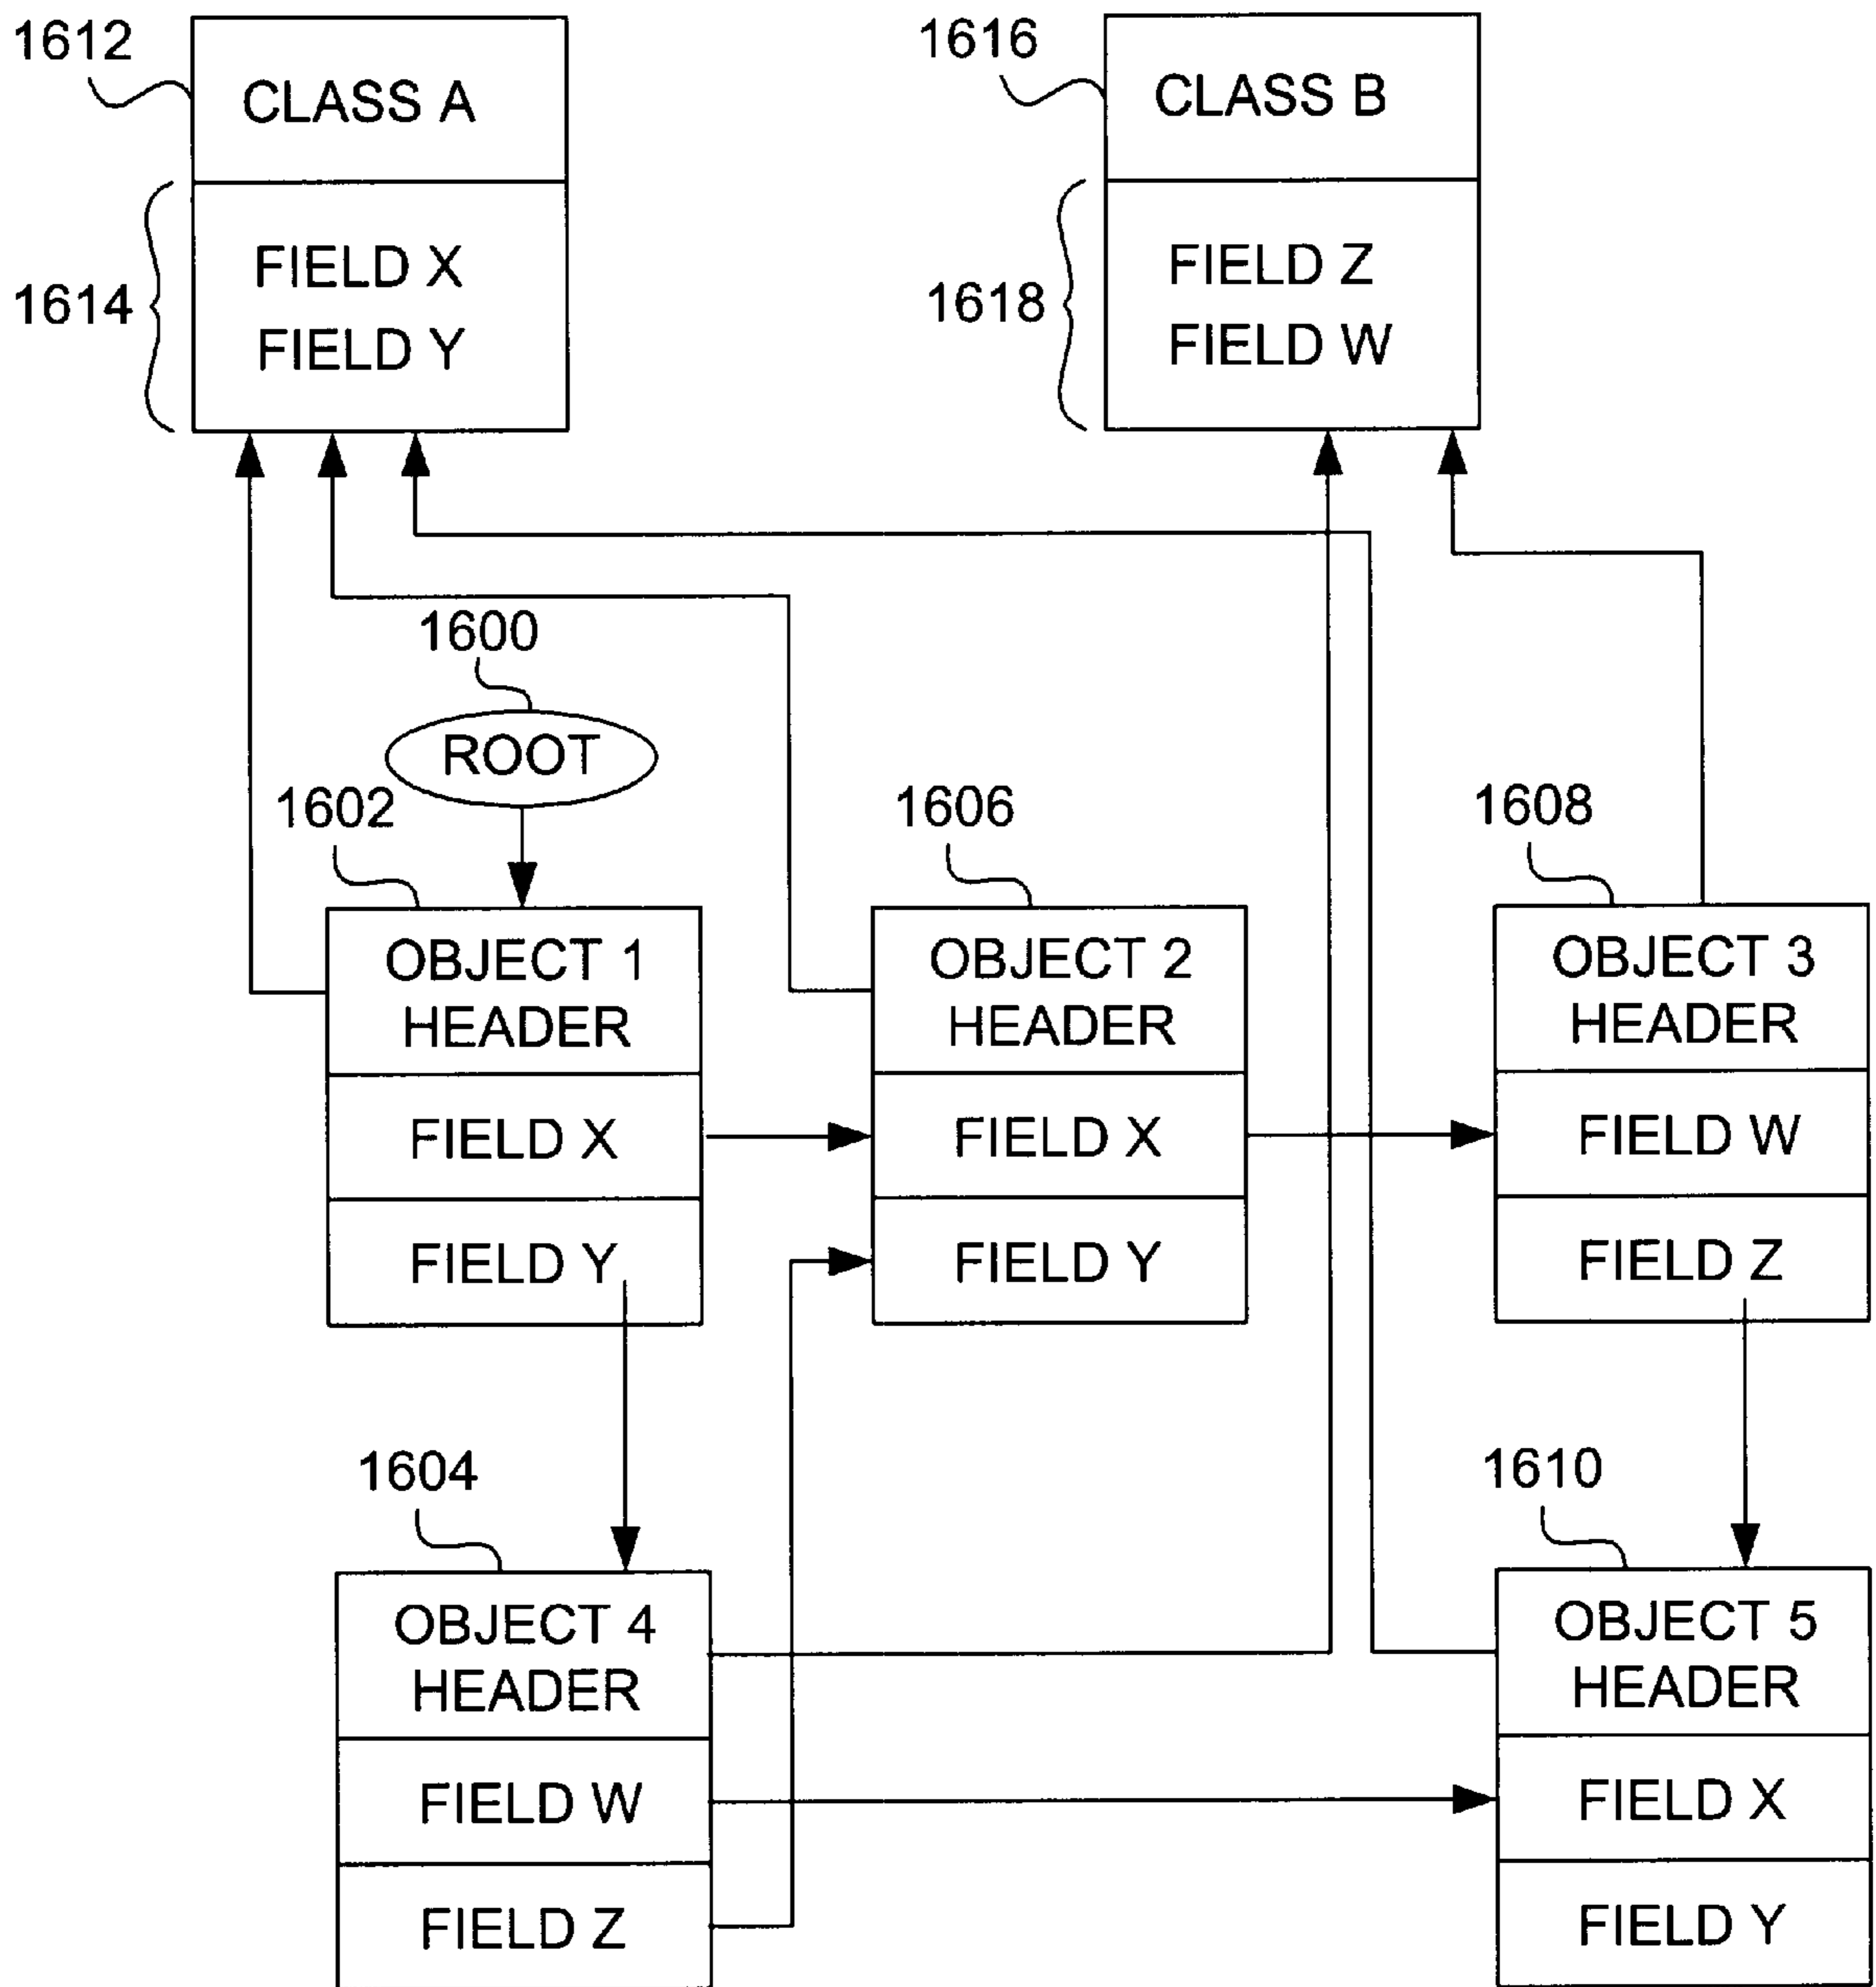 1612
CLASS A
1614
FIELD X
FIELD Y
1616
CLASS B
1618
FIELD Z
FIELD W
1600
ROOT
1602
OBJECT 1
HEADER
FIELD X
FIELD Y
1606
OBJECT 2
HEADER
FIELD X
FIELD Y
1608
OBJECT 3
HEADER
FIELD W
FIELD Z
1604
OBJECT 4
HEADER
FIELD W
FIELD Z
1610
OBJECT 5
HEADER
FIELD X
FIELD Y